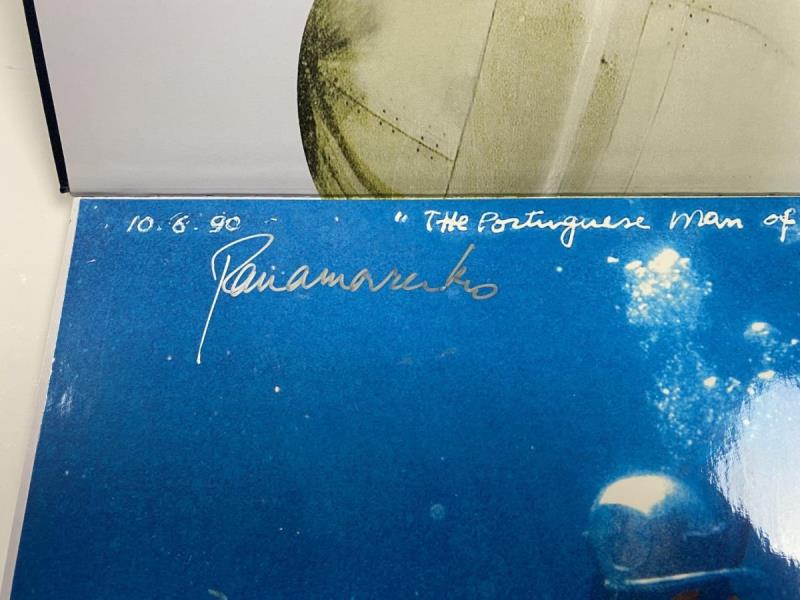 10.6.90 "The Portuguese Man of
Panamarenko